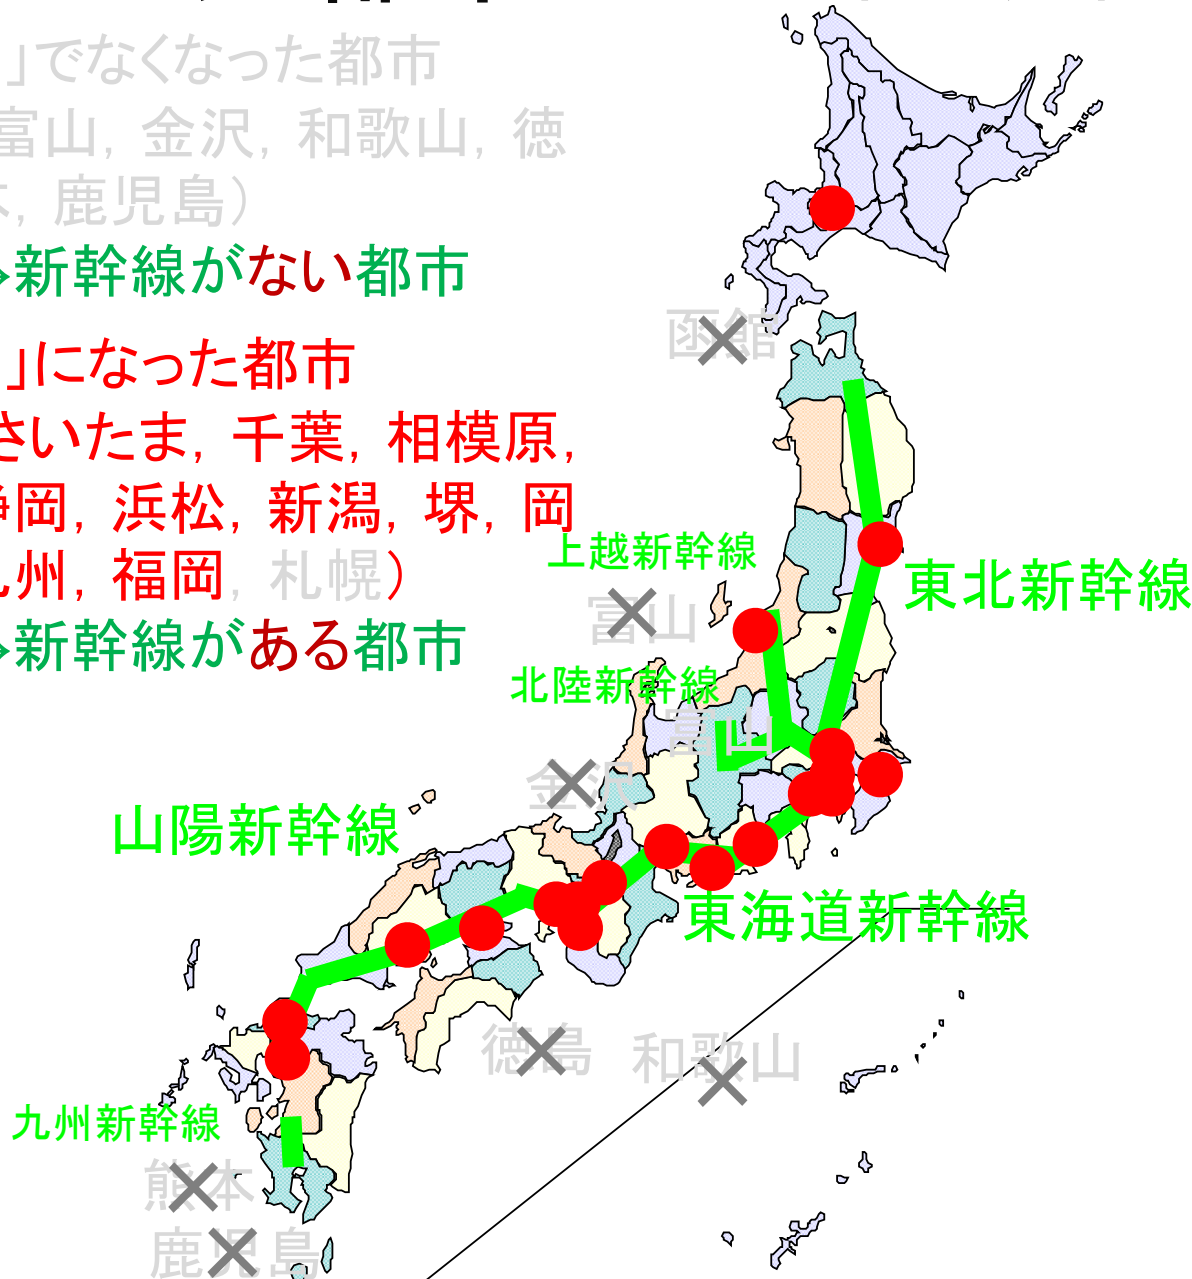 」でなくなった都市
富山, 金沢, 和歌山, 徳
本, 鹿児島）
新幹線がない都市
」になった都市
さいたま, 千葉, 相模原,
静岡, 浜松, 新潟, 堺, 岡
九州, 福岡, 札幌）
新幹線がある都市
函館
上越新幹線
東北新幹線
富山
北陸新幹線
富山
金沢
山陽新幹線
東海道新幹線
徳島
和歌山
九州新幹線
熊本
鹿児島